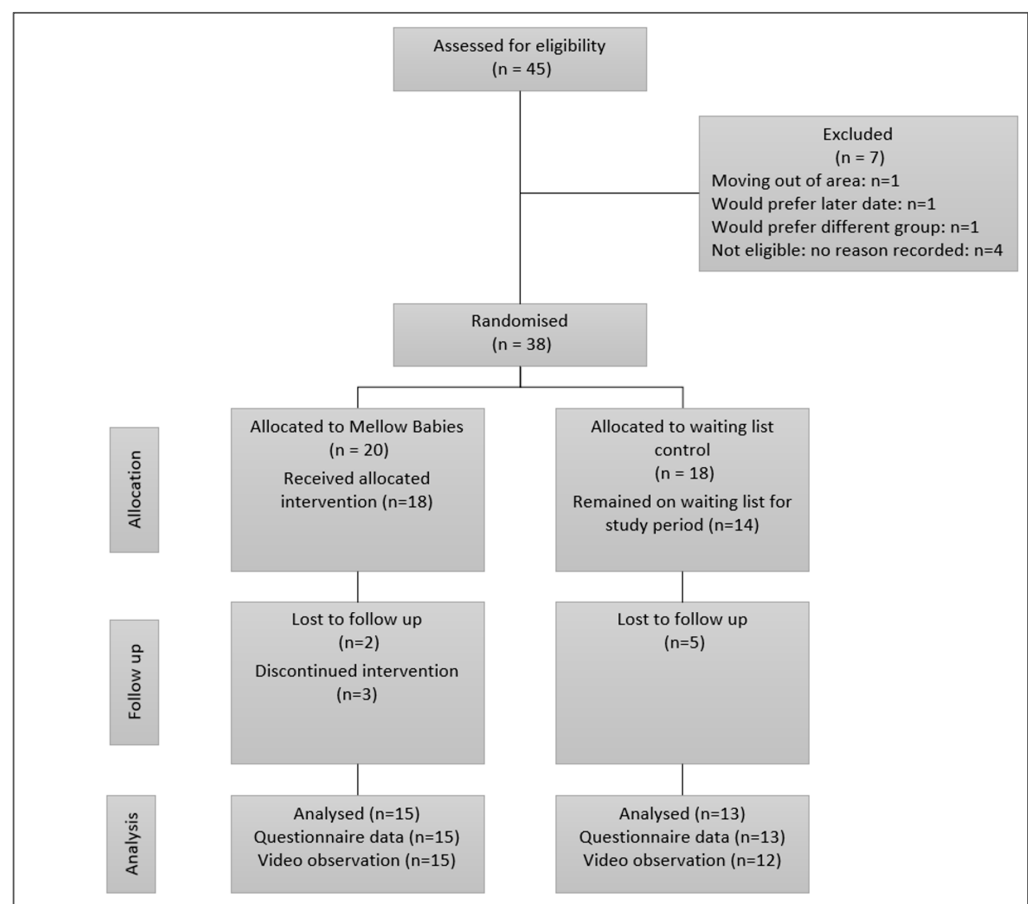 Assessed for eligibility
(n = 45)
Excluded
(n = 7)
Moving out of area: n=1
Would prefer later date: n=1
Would prefer different group: n=1
Not eligible: no reason recorded: n=4
Randomised
(n = 38)
Allocation
Allocated to Mellow Babies
(n = 20)
Received allocated
intervention (n=18)
Allocated to waiting list
control
(n = 18)
Remained on waiting list for
study period (n=14)
Follow up
Lost to follow up
(n=2)
Discontinued intervention
(n=3)
Lost to follow up
(n=5)
Analysis
Analysed (n=15)
Questionnaire data (n=15)
Video observation (n=15)
Analysed (n=13)
Questionnaire data (n=13)
Video observation (n=12)